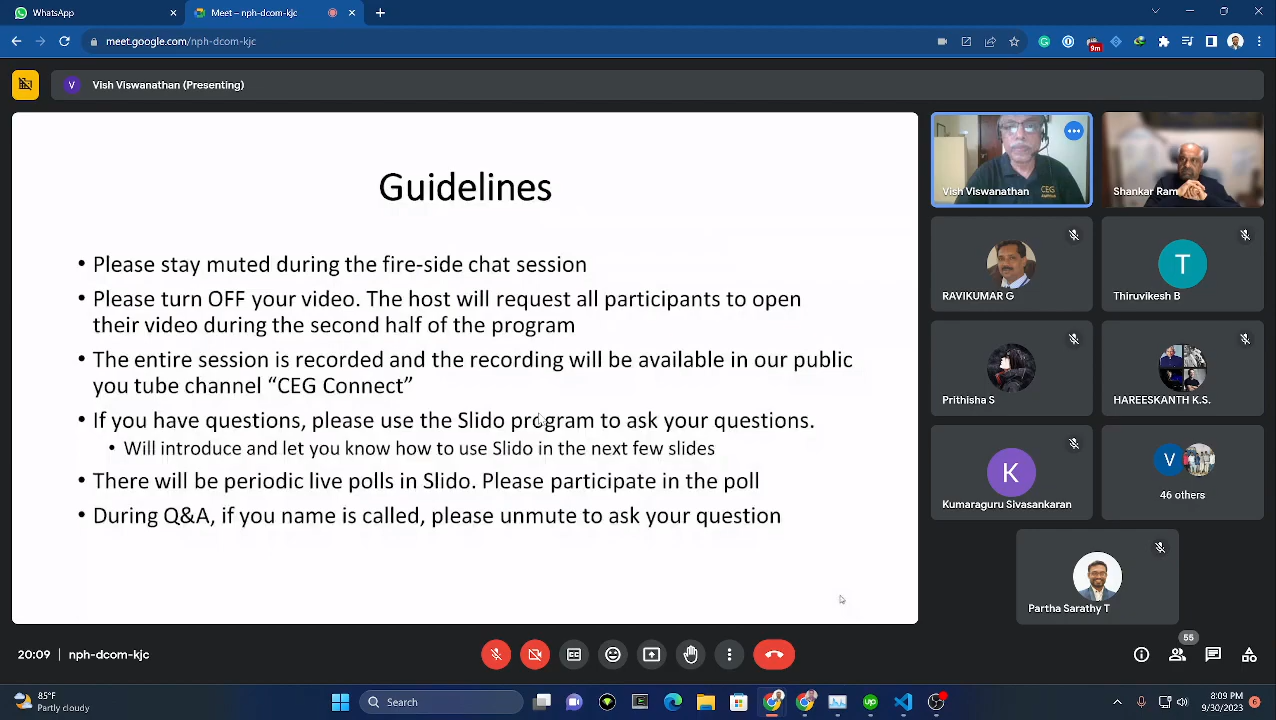 WhatsApp
Meet – nph-dcom-kjc
meet.google.com/nph-dcom-kjc
9m
V
Vish Viswanathan (Presenting)
Guidelines
• Please stay muted during the fire-side chat session
• Please turn OFF your video. The host will request all participants to open
their video during the second half of the program
• The entire session is recorded and the recording will be available in our public
you tube channel “CEG Connect”
• If you have questions, please use the Slido program to ask your questions.
• Will introduce and let you know how to use Slido in the next few slides
• There will be periodic live polls in Slido. Please participate in the poll
• During Q&A, if you name is called, please unmute to ask your question
CEG
Vish Viswanathan
Shankar Ram
RAVIKUMAR G
T
Thiruvikesh B
Prithisha S
HAREESKANTH K.S.
K
Kumaraguru Sivasankaran
V
46 others
Partha Sarathy T
20:09
nph-dcom-kjc
55
85°F
Partly cloudy
Search
up
8:09 PM
9/30/2023